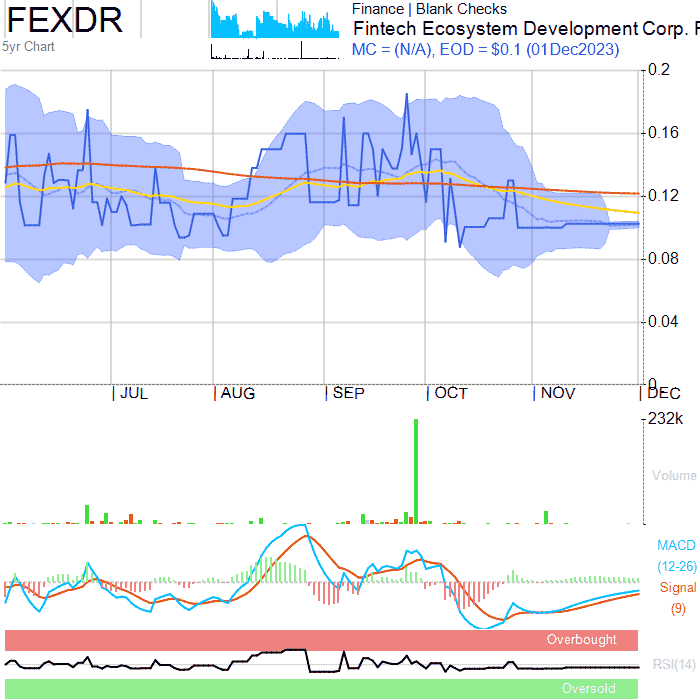 FEXDR
5yr Chart
Finance | Blank Checks
Fintech Ecosystem Development Corp. F
MC = (N/A), EOD = $0.1 (01Dec2023)
0.2
0.16
0.12
0.08
0.04
0
| JUL | AUG | SEP | OCT | NOV | DEC
232k
Volume
MACD
(12-26)
Signal
(9)
Overbought
RSI(14)
Oversold